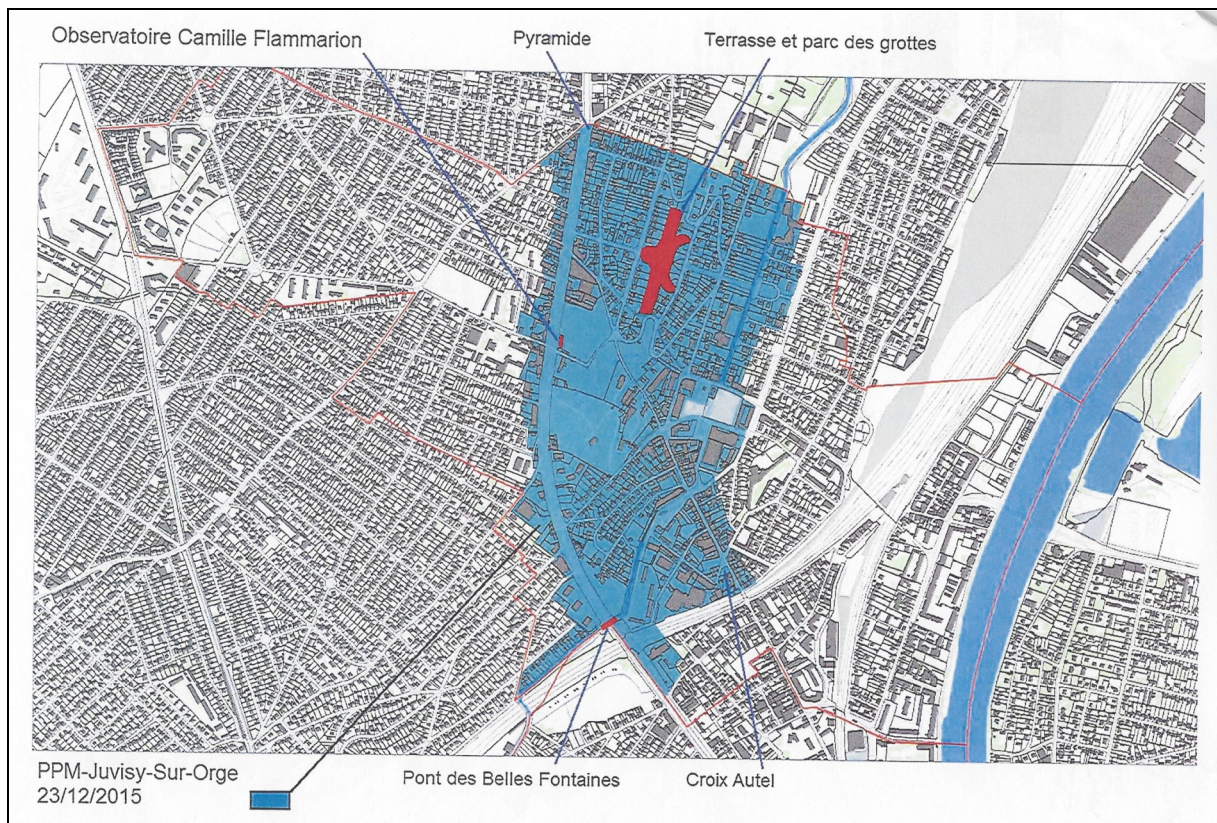 Observatoire Camille Flammarion
Pyramide
Terrasse et parc des grottes
PPM-Juvisy-Sur-Orge
23/12/2015
Pont des Belles Fontaines
Croix Autel